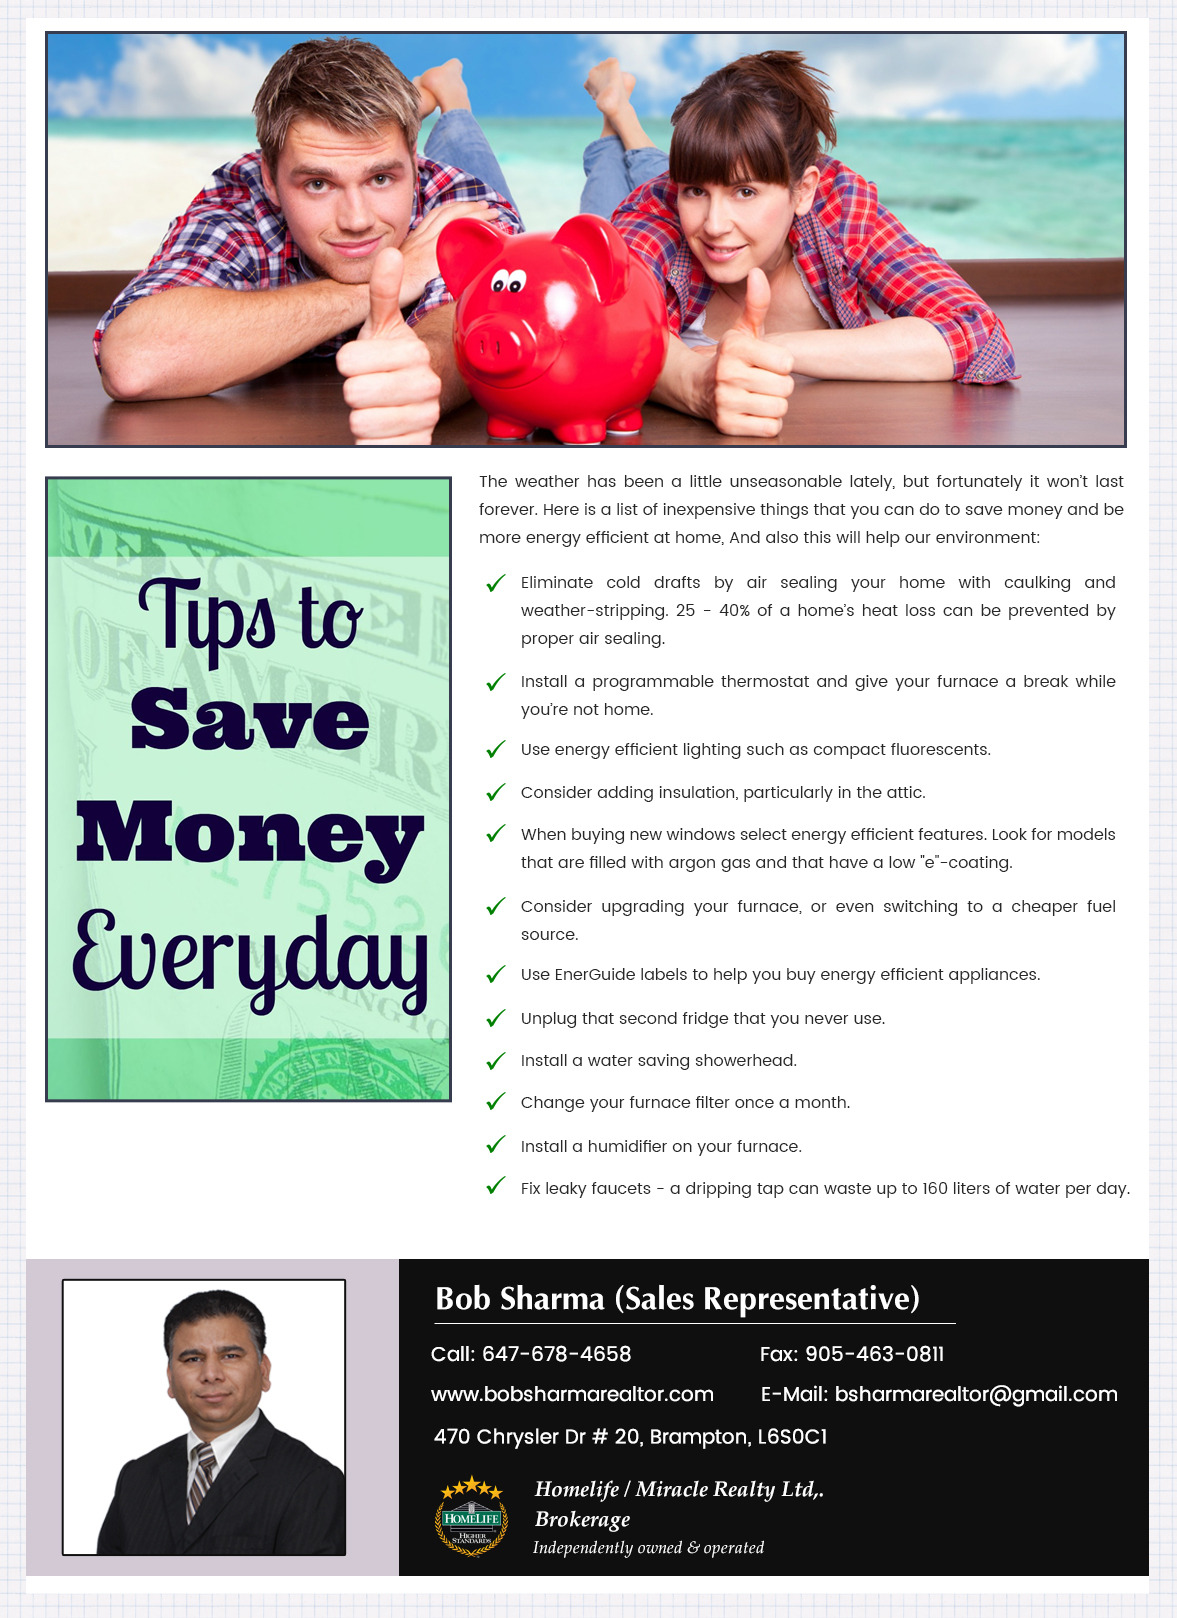 Tips to
Save
Money
Everyday
The weather has been a little unseasonable lately, but fortunately it won't last
forever. Here is a list of inexpensive things that you can do to save money and be
more energy efficient at home, And also this will help our environment:
Eliminate cold drafts by air sealing your home with caulking and
weather-stripping. 25 - 40% of a home's heat loss can be prevented by
proper air sealing.
Install a programmable thermostat and give your furnace a break while
you're not home.
Use energy efficient lighting such as compact fluorescents.
Consider adding insulation, particularly in the attic.
When buying new windows select energy efficient features. Look for models
that are filled with argon gas and that have a low "e"-coating.
Consider upgrading your furnace, or even switching to a cheaper fuel
source.
Use EnerGuide labels to help you buy energy efficient appliances.
Unplug that second fridge that you never use.
Install a water saving showerhead.
Change your furnace filter once a month.
Install a humidifier on your furnace.
Fix leaky faucets - a dripping tap can waste up to 160 liters of water per day.
Bob Sharma (Sales Representative)
Call: 647-678-4658 Fax: 905-463-0811
www.bobsharmarealtor.com E-Mail: bsharmarealtor@gmail.com
470 Chrysler Dr # 20, Brampton, L6S0C1
HOMELIFE
HIGHER
STANDARDS
Homelife / Miracle Realty Ltd,.
Brokerage
Independently owned & operated